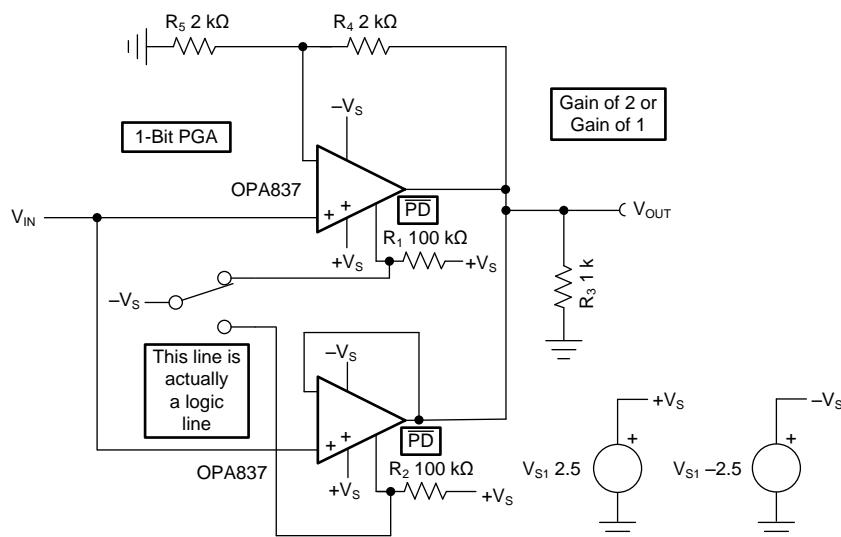 R5 2 kΩ
R4 2 kΩ
−VS
1-Bit PGA
Gain of 2 or
Gain of 1
OPA837
PD
VIN
+
+
VOUT
+VS
R1 100 kΩ
+VS
R3 1 k
−VS
This line is
actually
a logic
line
−VS
+
+
PD
OPA837
+VS
R2 100 kΩ
+VS
+VS
+
VS1 2.5
−VS
+
VS1 −2.5